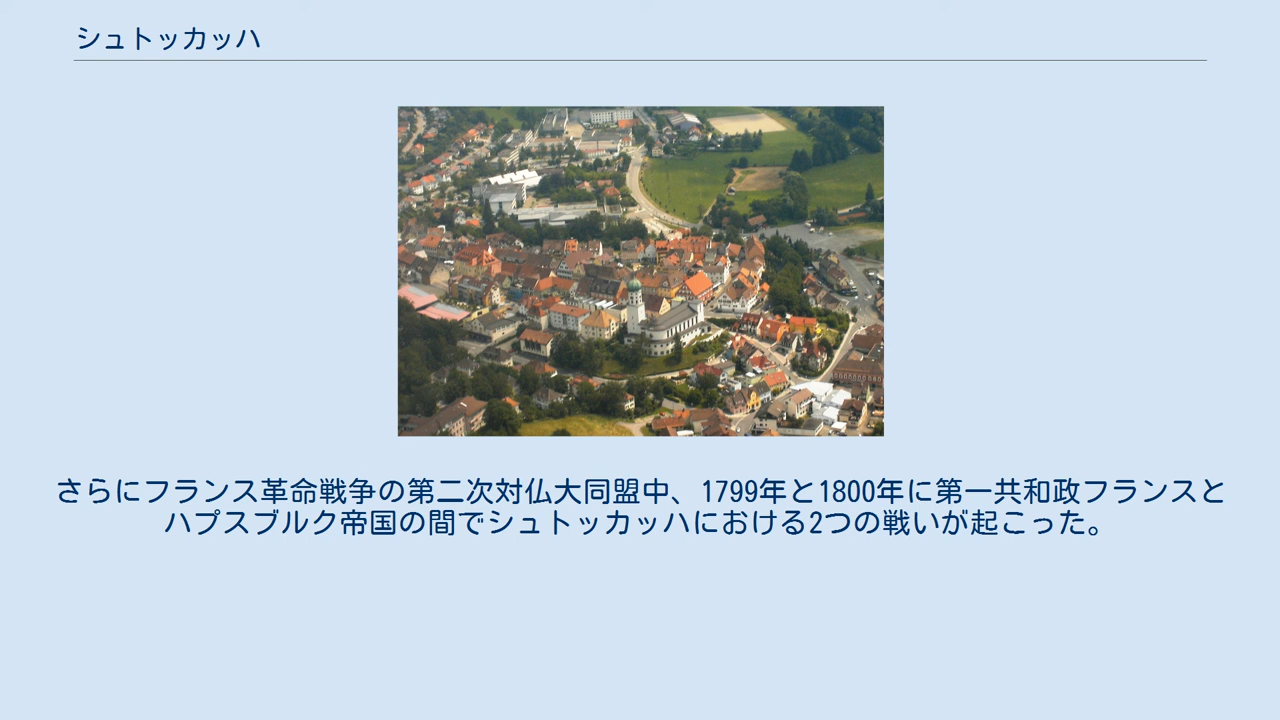 シュトッカッハ
さらにフランス革命戦争の第二次対仏大同盟中、1799年と1800年に第一共和政フランスと
ハプスブルク帝国の間でシュトッカッハにおける2つの戦いが起こった。